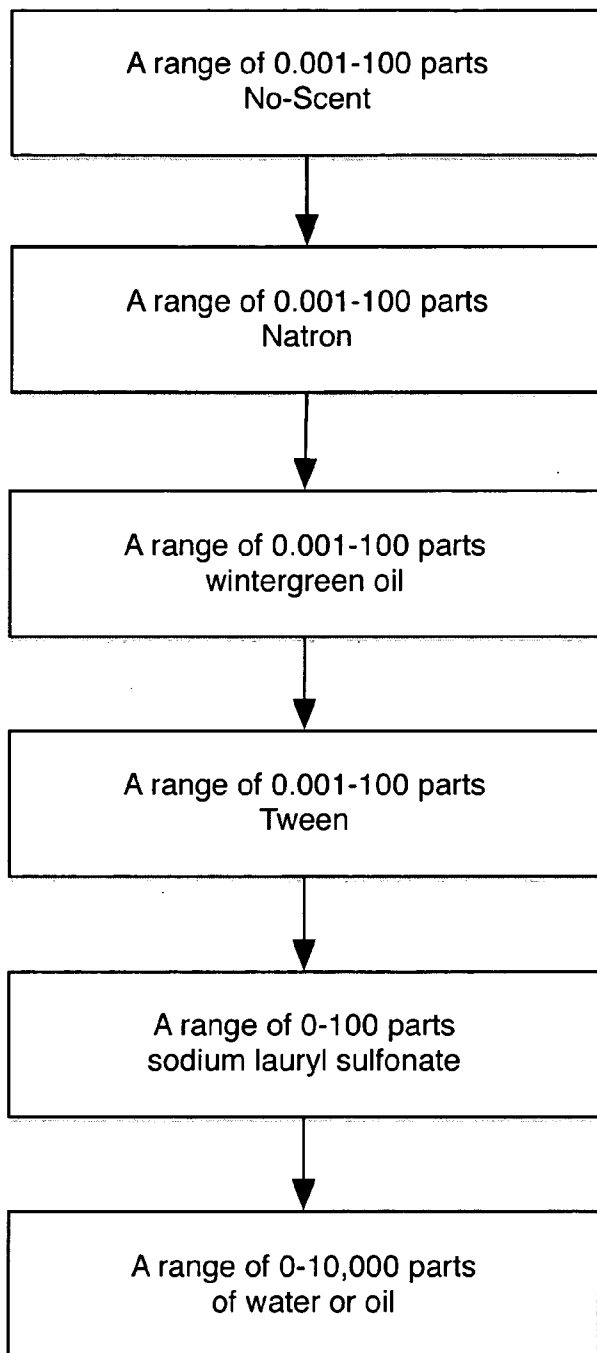 A range of 0.001-100 parts
No-Scent
A range of 0.001-100 parts
Natron
A range of 0.001-100 parts
wintergreen oil
A range of 0.001-100 parts
Tween
A range of 0-100 parts
sodium lauryl sulfonate
A range of 0-10,000 parts
of water or oil